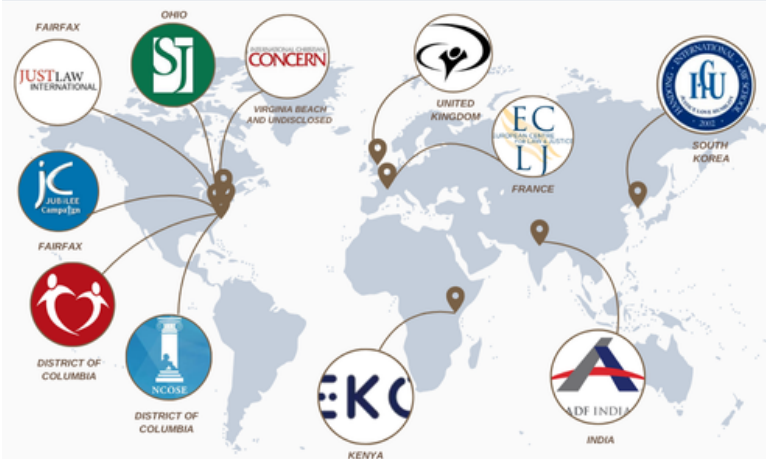 FAIRFAX
JUSTLAW
INTERNATIONAL
OHIO
SJ
INTERNATIONAL CHRISTIAN
CONCERN
VIRGINIA BEACH
AND UNDISCLOSED
UNITED
KINGDOM
EC
EUROPEAN CENTRE
FOR LAW & JUSTICE
LJ
FRANCE
HANDONG · INTERNATIONAL · LAW SCHOOL
2002
SOUTH
KOREA
jc
JUBILEE
Campaign
FAIRFAX
DISTRICT OF
COLUMBIA
NCOSE
DISTRICT OF
COLUMBIA
EKC
KENYA
ADF INDIA
INDIA